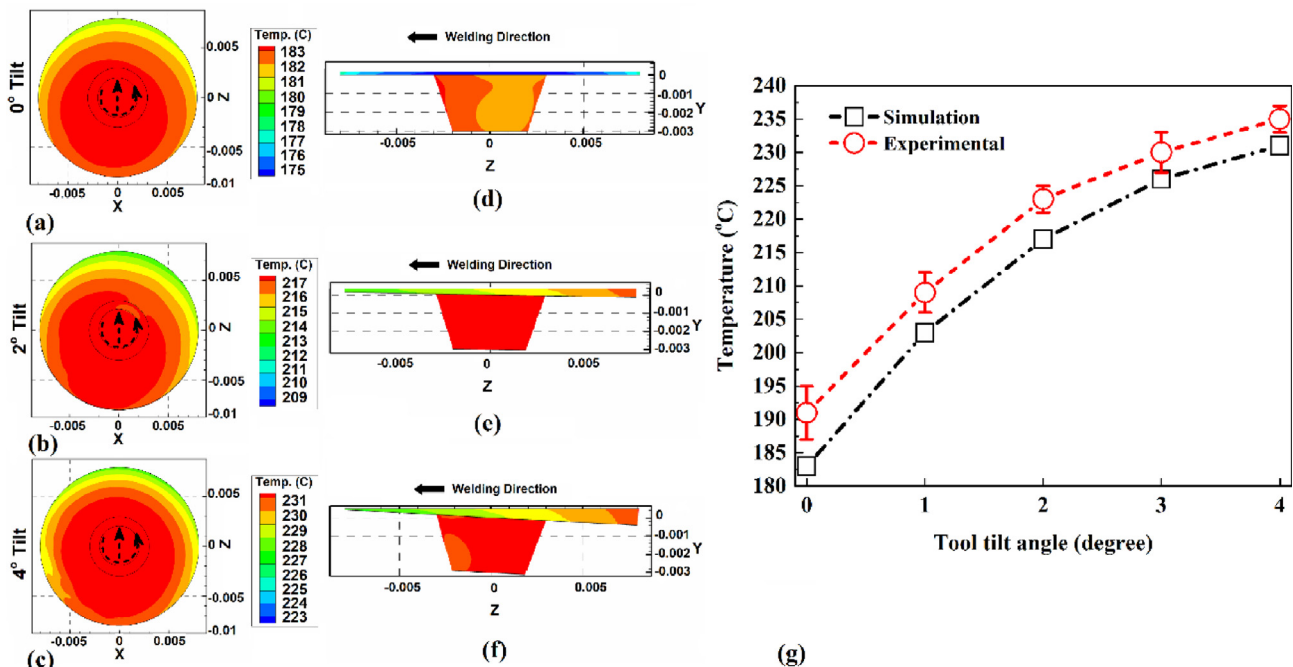 0° Tilt
0.005
0 Z
-0.005
-0.01
-0.005 0 0.005
X
(a)
Temp. (C)
183
182
181
180
179
178
177
176
175
Welding Direction
0
-0.001
-0.002
-0.003
Y
-0.005 0 0.005
Z
(d)
2° Tilt
0.005
0 Z
-0.005
-0.01
-0.005 0 0.005
X
(b)
Temp. (C)
217
216
215
214
213
212
210
210
209
Welding Direction
0
-0.001
-0.002
-0.003
Y
-0.005 0 0.005
Z
(e)
4° Tilt
0.005
0 Z
-0.005
-0.01
-0.005 0 0.005
X
(c)
Temp. (C)
231
230
229
228
227
226
225
224
223
Welding Direction
0
-0.001
-0.002
-0.003
Y
-0.005 0.005
Z
(f)
Simulation
Experimental
Temperature (°C)
240
235
230
225
220
215
210
205
200
195
190
185
180
0 1 2 3 4
Tool tilt angle (degree)
(g)